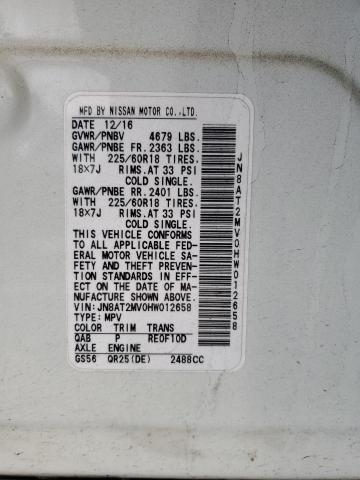 MFD BY NISSAN MOTOR CO.,LTD.
DATE 12/16
GVWR/PNBV 4679 LBS.
GAWR/PNBE FR. 2363 LBS.
WITH 225/60R18 TIRES.
18×7J RIMS. AT 33 PSI
COLD SINGLE.
GAWR/PNBE RR. 2401 LBS.
WITH 225/60R18 TIRES.
18×7J RIMS. AT 33 PSI
COLD SINGLE.
THIS VEHICLE CONFORMS
TO ALL APPLICABLE FED-
ERAL MOTOR VEHICLE SA-
FETY AND THEFT PREVEN-
TION STANDARDS IN EFF-
ECT ON THE DATE OF MA-
NUFACTURE SHOWN ABOVE.
VIN:JN8AT2MV0HW012658
TYPE:MPV
COLOR TRIM TRANS
QAB P RE0F10D
AXLE ENGINE
GS56 QR25(DE) 2488CC
JN8AT2MV0HW012658